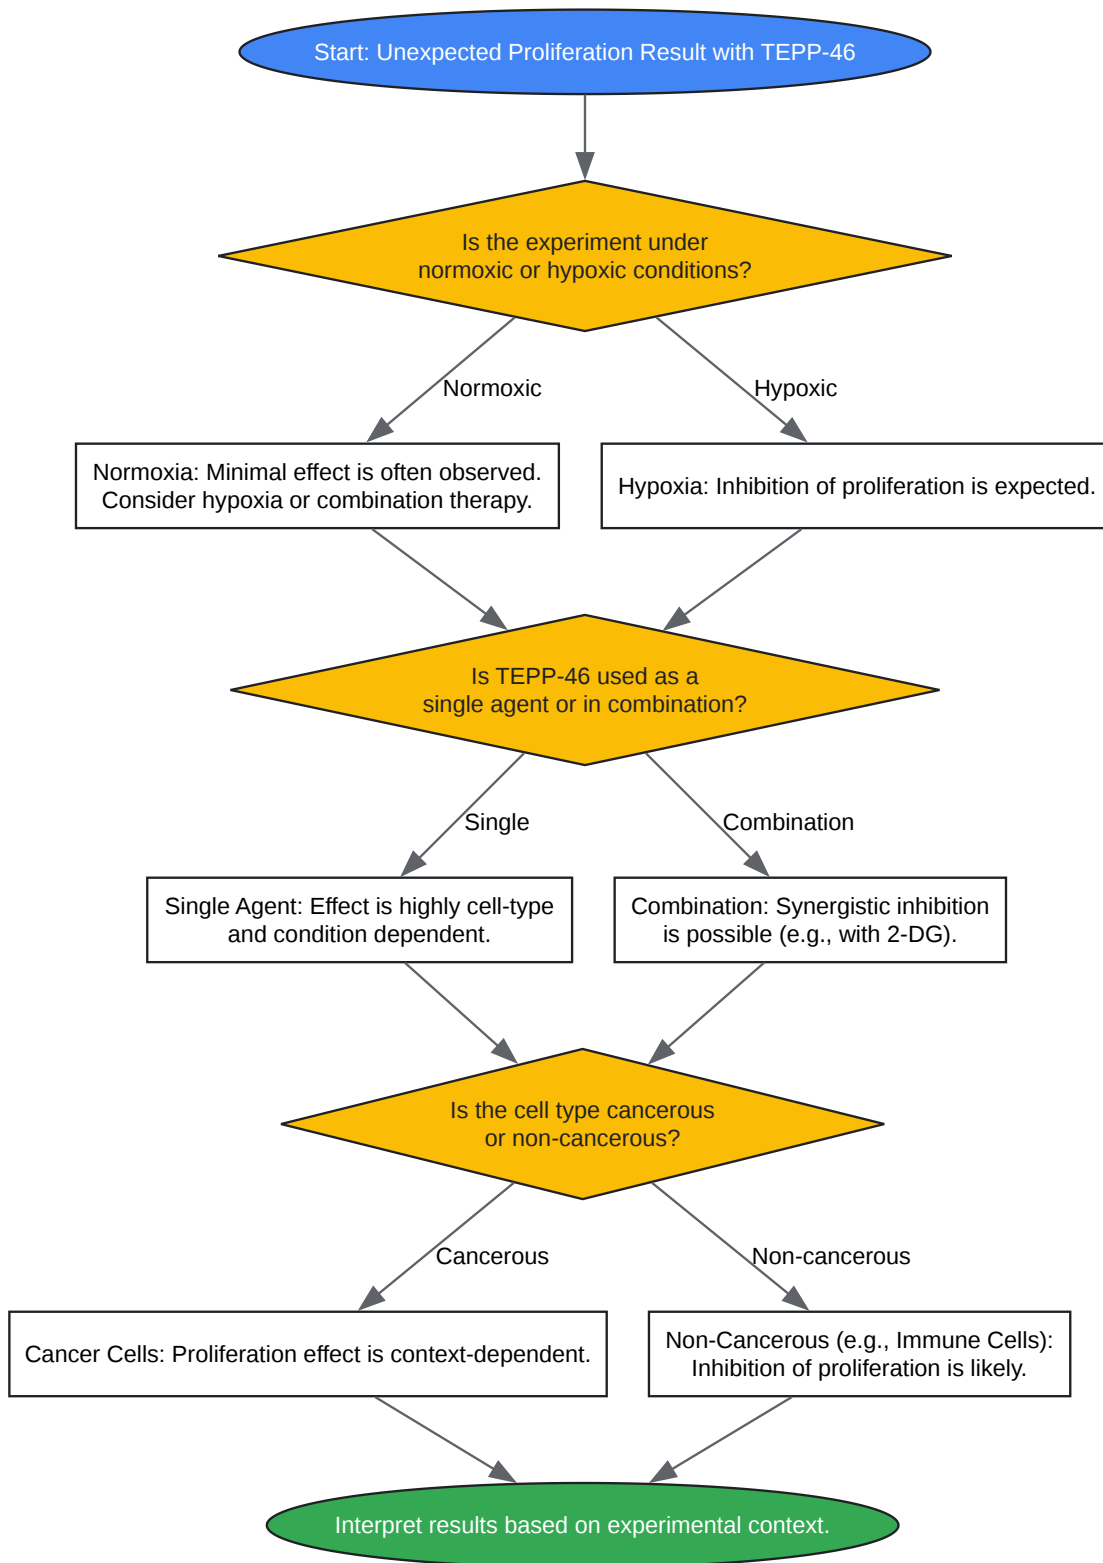 Start: Unexpected Proliferation Result with TEPP-46
Is the experiment under
normoxic or hypoxic conditions?
Normoxic
Hypoxic
Normoxia: Minimal effect is often observed.
Consider hypoxia or combination therapy.
Hypoxia: Inhibition of proliferation is expected.
Is TEPP-46 used as a
single agent or in combination?
Single
Combination
Single Agent: Effect is highly cell-type
and condition dependent.
Combination: Synergistic inhibition
is possible (e.g., with 2-DG).
Is the cell type cancerous
or non-cancerous?
Cancerous
Non-cancerous
Cancer Cells: Proliferation effect is context-dependent.
Non-Cancerous (e.g., Immune Cells):
Inhibition of proliferation is likely.
Interpret results based on experimental context.